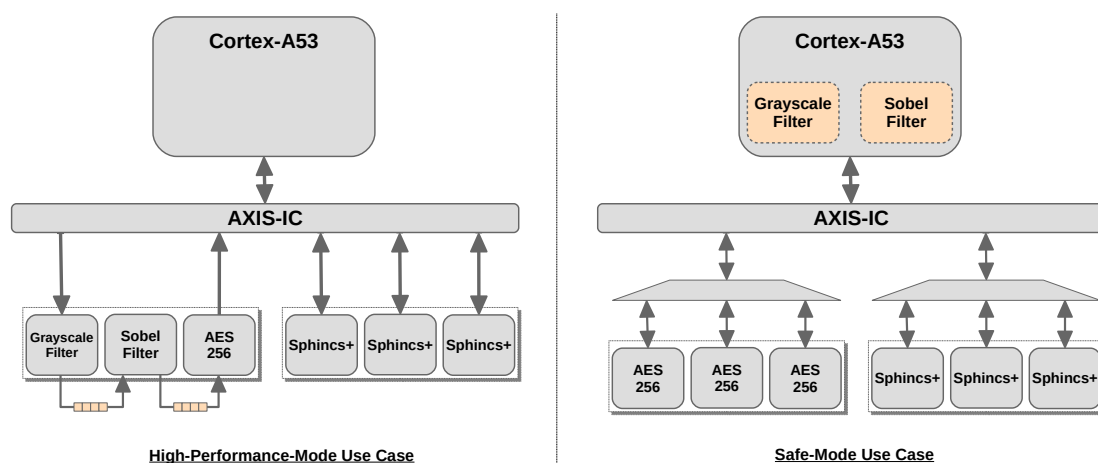 Cortex-A53
AXIS-IC
Grayscale
Filter
Sobel
Filter
AES
256
Sphincs+
Sphincs+
Sphincs+
High-Performance-Mode Use Case
Cortex-A53
Grayscale
Filter
Sobel
Filter
AXIS-IC
AES
256
AES
256
AES
256
Sphincs+
Sphincs+
Sphincs+
Safe-Mode Use Case